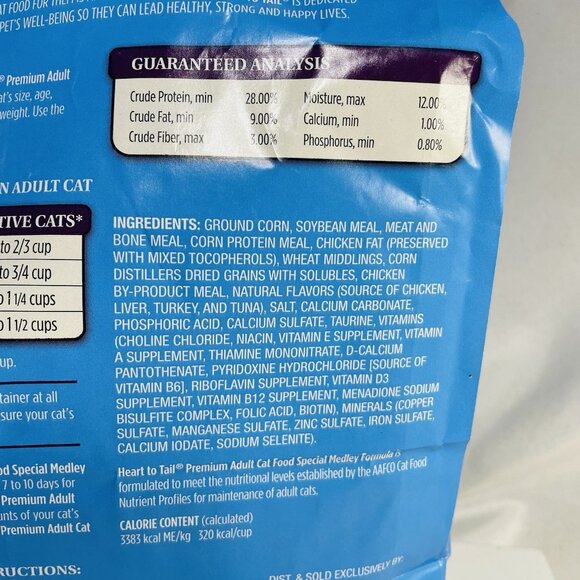 TAIL® IS DEDICATED
PET'S WELL-BEING SO THEY CAN LEAD HEALTHY, STRONG AND HAPPY LIVES.
® Premium Adult
at's size, age,
weight. Use the
GUARANTEED ANALYSIS
Crude Protein, min 28.00% Moisture, max 12.00%
Crude Fat, min 9.00% Calcium, min 1.00%
Crude Fiber, max 3.00% Phosphorus, min 0.80%
N ADULT CAT
TIVE CATS*
to 2/3 cup
to 3/4 cup
o 1 1/4 cups
o 1 1/2 cups
up.
tainer at all
sure your cat's
od Special Medley
7 to 10 days for
Premium Adult
unts of your cat's
Premium Adult Cat
RUCTIONS:
INGREDIENTS: GROUND CORN, SOYBEAN MEAL, MEAT AND
BONE MEAL, CORN PROTEIN MEAL, CHICKEN FAT (PRESERVED
WITH MIXED TOCOPHEROLS), WHEAT MIDDLINGS, CORN
DISTILLERS DRIED GRAINS WITH SOLUBLES, CHICKEN
BY-PRODUCT MEAL, NATURAL FLAVORS (SOURCE OF CHICKEN,
LIVER, TURKEY, AND TUNA), SALT, CALCIUM CARBONATE,
PHOSPHORIC ACID, CALCIUM SULFATE, TAURINE, VITAMINS
(CHOLINE CHLORIDE, NIACIN, VITAMIN E SUPPLEMENT, VITAMIN
A SUPPLEMENT, THIAMINE MONONITRATE, D-CALCIUM
PANTOTHENATE, PYRIDOXINE HYDROCHLORIDE [SOURCE OF
VITAMIN B6], RIBOFLAVIN SUPPLEMENT, VITAMIN D3
SUPPLEMENT, VITAMIN B12 SUPPLEMENT, MENADIONE SODIUM
BISULFITE COMPLEX, FOLIC ACID, BIOTIN), MINERALS (COPPER
SULFATE, MANGANESE SULFATE, ZINC SULFATE, IRON SULFATE,
CALCIUM IODATE, SODIUM SELENITE).
Heart to Tail® Premium Adult Cat Food Special Medley Formula is
formulated to meet the nutritional levels established by the AAFCO Cat Food
Nutrient Profiles for maintenance of adult cats.
CALORIE CONTENT (calculated)
3383 kcal ME/kg 320 kcal/cup
DIST. & SOLD EXCLUSIVELY BY: